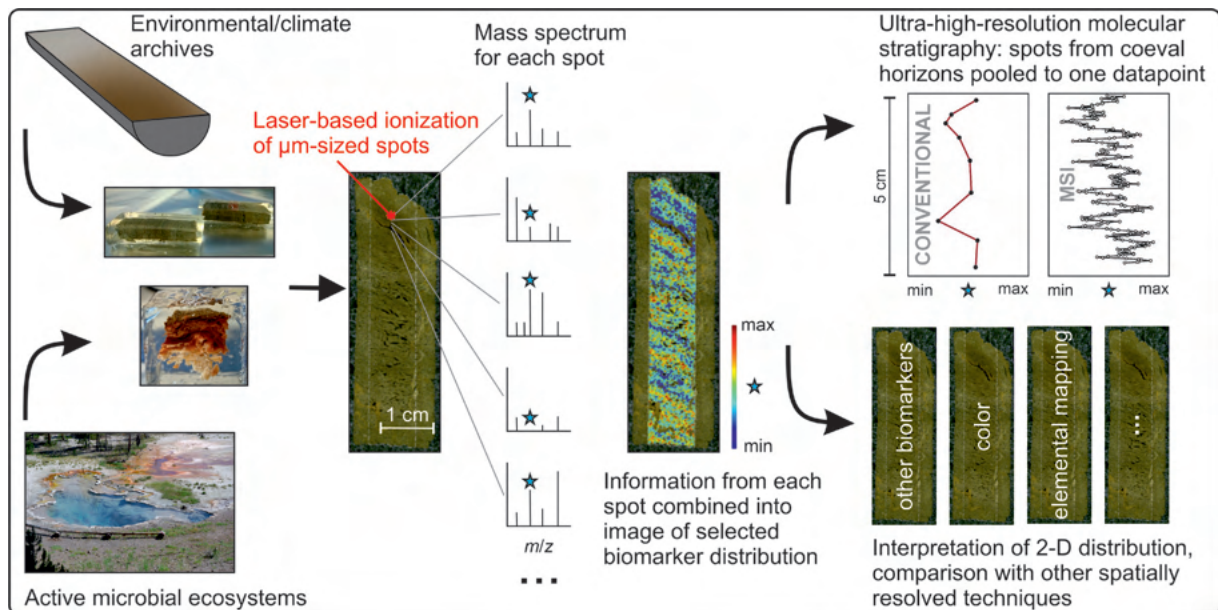 Environmental/climate
archives
Laser-based ionization
of µm-sized spots
1 cm
Active microbial ecosystems
Mass spectrum
for each spot
m/z
...
max
min
Information from each
spot combined into
image of selected
biomarker distribution
Ultra-high-resolution molecular
stratigraphy: spots from coeval
horizons pooled to one datapoint
5 cm
CONVENTIONAL
MSI
min max
min max
other biomarkers
color
elemental mapping
...
Interpretation of 2-D distribution,
comparison with other spatially
resolved techniques